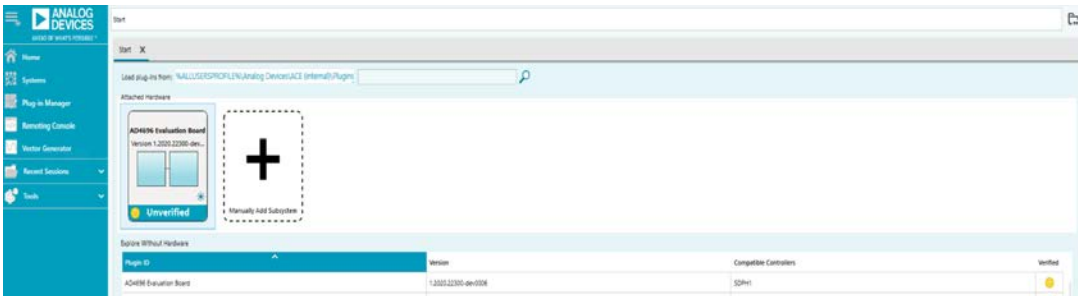 ANALOG
DEVICES
AHEAD OF WHAT'S POSSIBLE™
Start
Home
Systems
Plug-in Manager
Remoting Console
Vector Generator
Recent Sessions
Tools
Start X
Load plug-ins from: %ALLUSERSPROFILE%\Analog Devices\ACE (internal)\Plugins
Attached Hardware
AD4696 Evaluation Board
Version 1.2020.22300-dev...
Unverified
Manually Add Subsystem
Explore Without Hardware
Plugin ID Version Compatible Controllers Verified
AD4696 Evaluation Board 1.2020.22300-dev0006 SDPH1